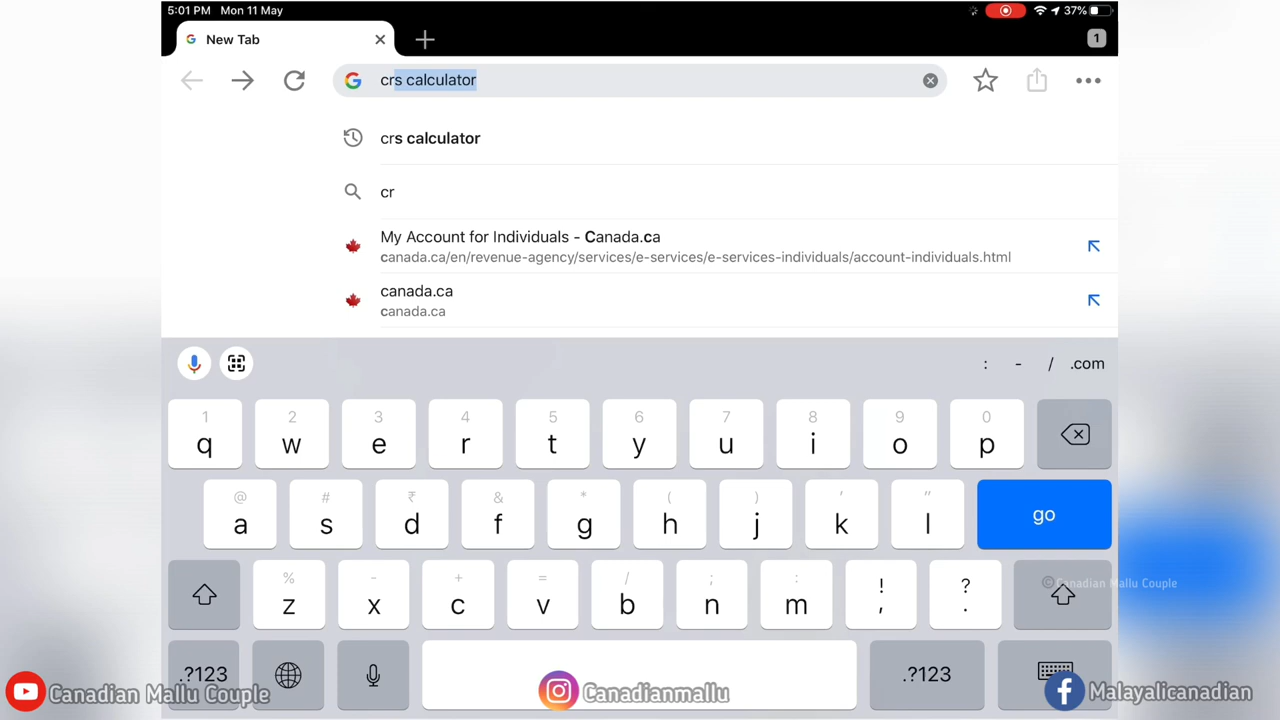 5:01 PM Mon 11 May 37%
New Tab 1
crs calculator
crs calculator
cr
My Account for Individuals - Canada.ca
canada.ca/en/revenue-agency/services/e-services/e-services-individuals/account-individuals.html
canada.ca
canada.ca
: - / .com
1 2 3 4 5 6 7 8 9 0
q w e r t y u i o p
@ # ₹ & * ( ) ' "
a s d f g h j k l go
% - + = / ; : ! ?
z x c v b n m , .
.?123 .?123
© Canadian Mallu Couple
Canadian Mallu Couple Canadianmallu Malayalicanadian